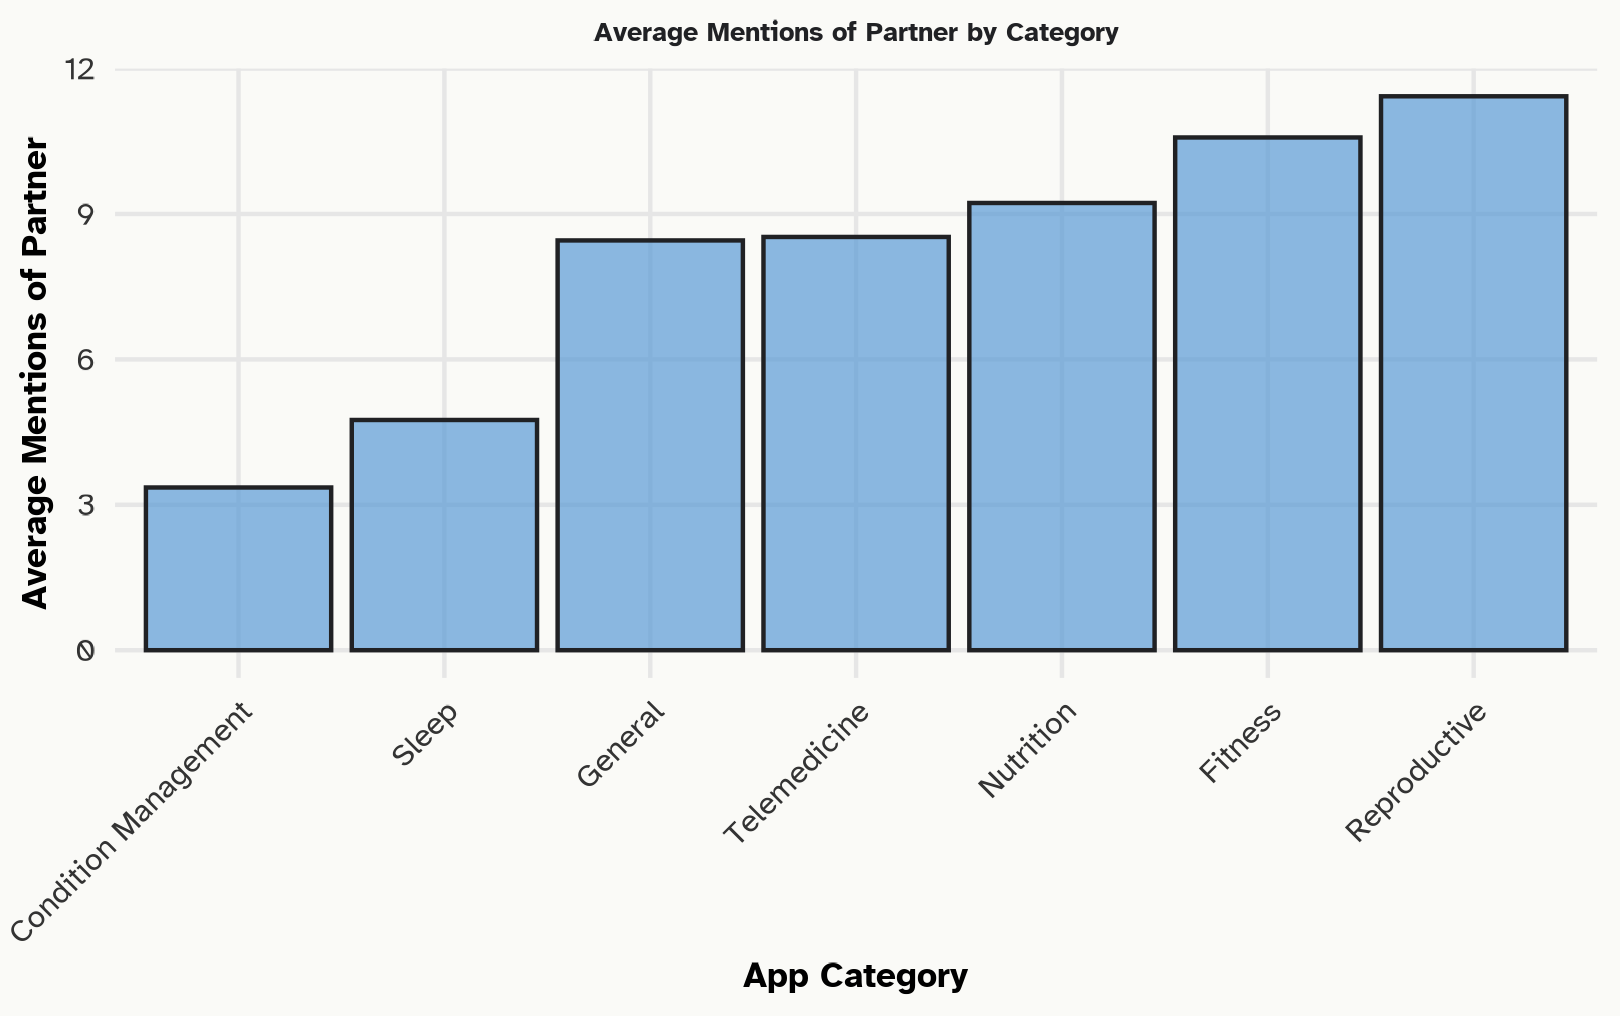 Average Mentions of Partner by Category
Average Mentions of Partner
12
9
6
3
0
Condition Management
Sleep
General
Telemedicine
Nutrition
Fitness
Reproductive
App Category